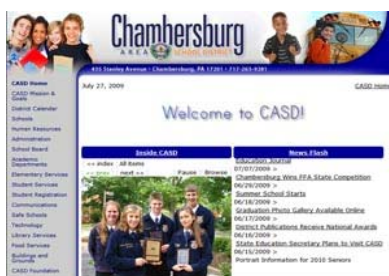 Chambersburg
AREA SCHOOL DISTRICT
435 Stanley Avenue • Chambersburg, PA 17201 • 717-263-9281
CASD Home
CASD Mission & Goals
District Calendar
Schools
Human Resources
Administration
School Board
Academic Departments
Elementary Services
Student Services
Student Registration
Communications
Safe Schools
Technology
Library Services
Food Services
Buildings and Grounds
CASD Foundation
July 27, 2009
CASD Home
Welcome to CASD!
Inside CASD
<< index All Items
<< prev next >> Pause Browse
News Flash
Education Journal
07/07/2009 >
Chambersburg Wins FFA State Competition
06/29/2009 >
Summer School Starts
06/18/2009 >
Graduation Photo Gallery Available Online
06/17/2009 >
District Publications Receive National Awards
06/16/2009 >
State Education Secretary Plans to Visit CASD
06/15/2009 >
Portrait Information for 2010 Seniors